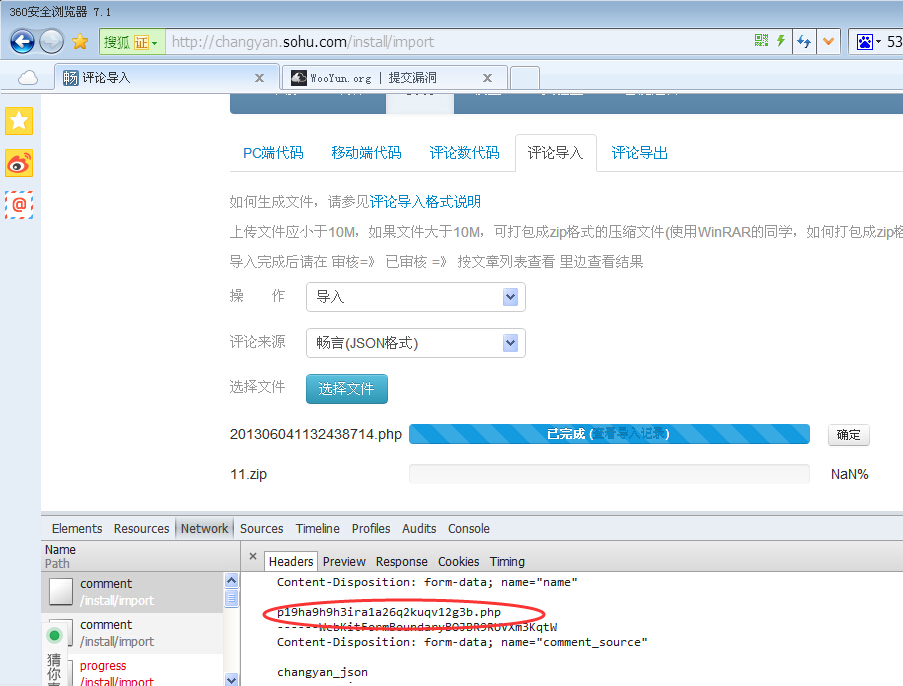 360安全浏览器 7.1
搜狐 证 http://changyan.sohu.com/install/import 53
评论导入 WooYun.org | 提交漏洞
PC端代码 移动端代码 评论数代码 评论导入 评论导出
如何生成文件，请参见评论导入格式说明
上传文件应小于10M，如果文件大于10M，可打包成zip格式的压缩文件(使用WinRAR的同学，如何打包成zip格
导入完成后请在 审核=》 已审核 =》 按文章列表查看 里边查看结果
操 作 导入
评论来源 畅言(JSON格式)
选择文件 选择文件
201306041132438714.php 已完成 (查看导入记录) 确定
11.zip NaN%
Elements Resources Network Sources Timeline Profiles Audits Console
Name
Path
× Headers Preview Response Cookies Timing
comment
/install/import
comment
/install/import
progress
/install/import
Content-Disposition: form-data; name="name"
p19ha9h9h3ira1a26q2kuqv12g3b.php
Content-Disposition: form-data; name="comment_source"
changyan_json
猜你